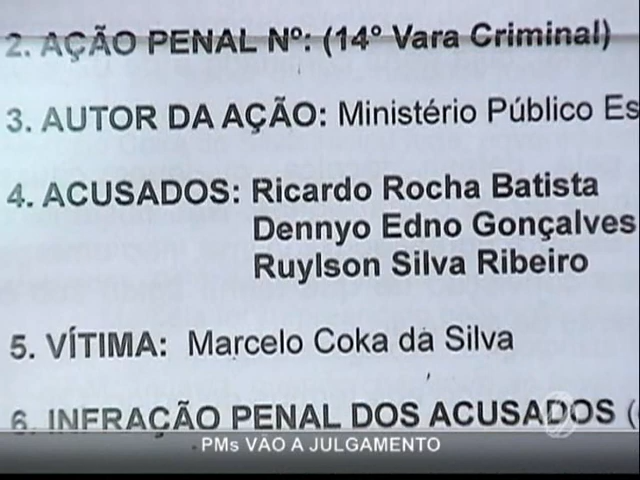 2. AÇÃO PENAL Nº: (14º Vara Criminal)
3. AUTOR DA AÇÃO: Ministério Público Es
4. ACUSADOS: Ricardo Rocha Batista
Dennyo Edno Gonçalves
Ruylson Silva Ribeiro
5. VÍTIMA: Marcelo Coka da Silva
6. INFRAÇÃO PENAL DOS ACUSADOS (
PMs VÃO A JULGAMENTO